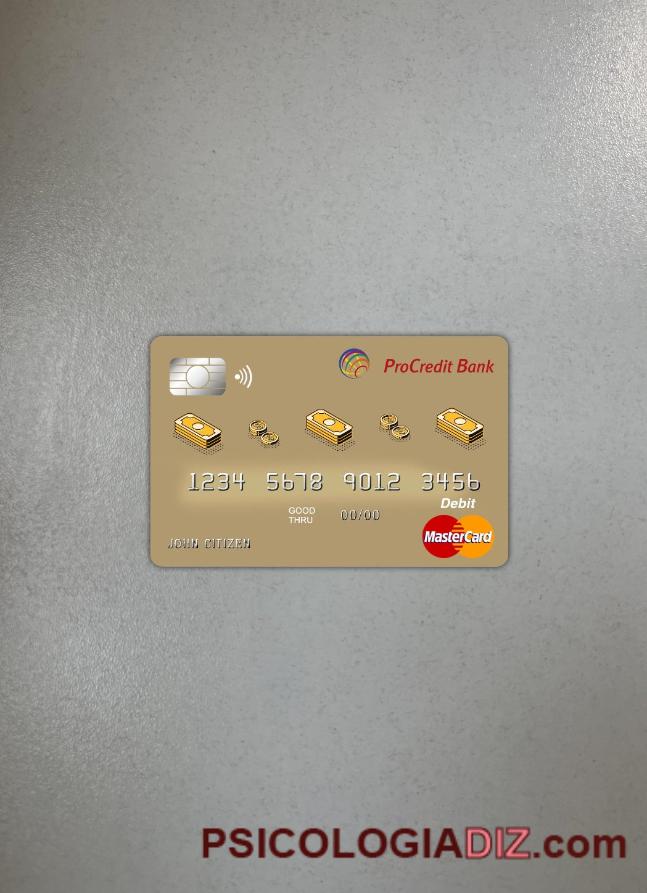 ProCredit Bank
1234 5678 9012 3456
Debit
GOOD THRU 00/00
MasterCard
JOHN CITIZEN
PSICOLOGIADIZ.com